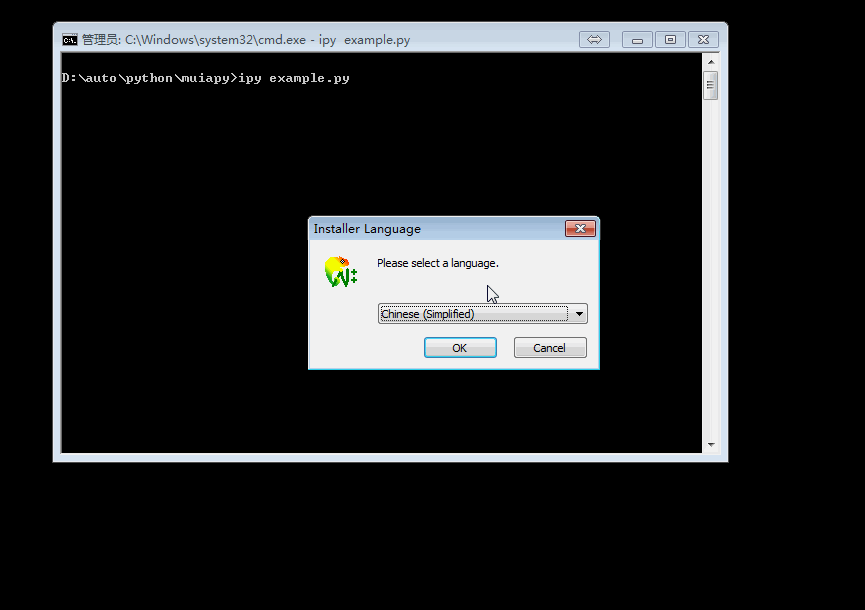 管理员: C:\Windows\system32\cmd.exe - ipy  example.py
D:\auto\python\muiapy>ipy example.py
Installer Language
Please select a language.
Chinese (Simplified)
OK
Cancel